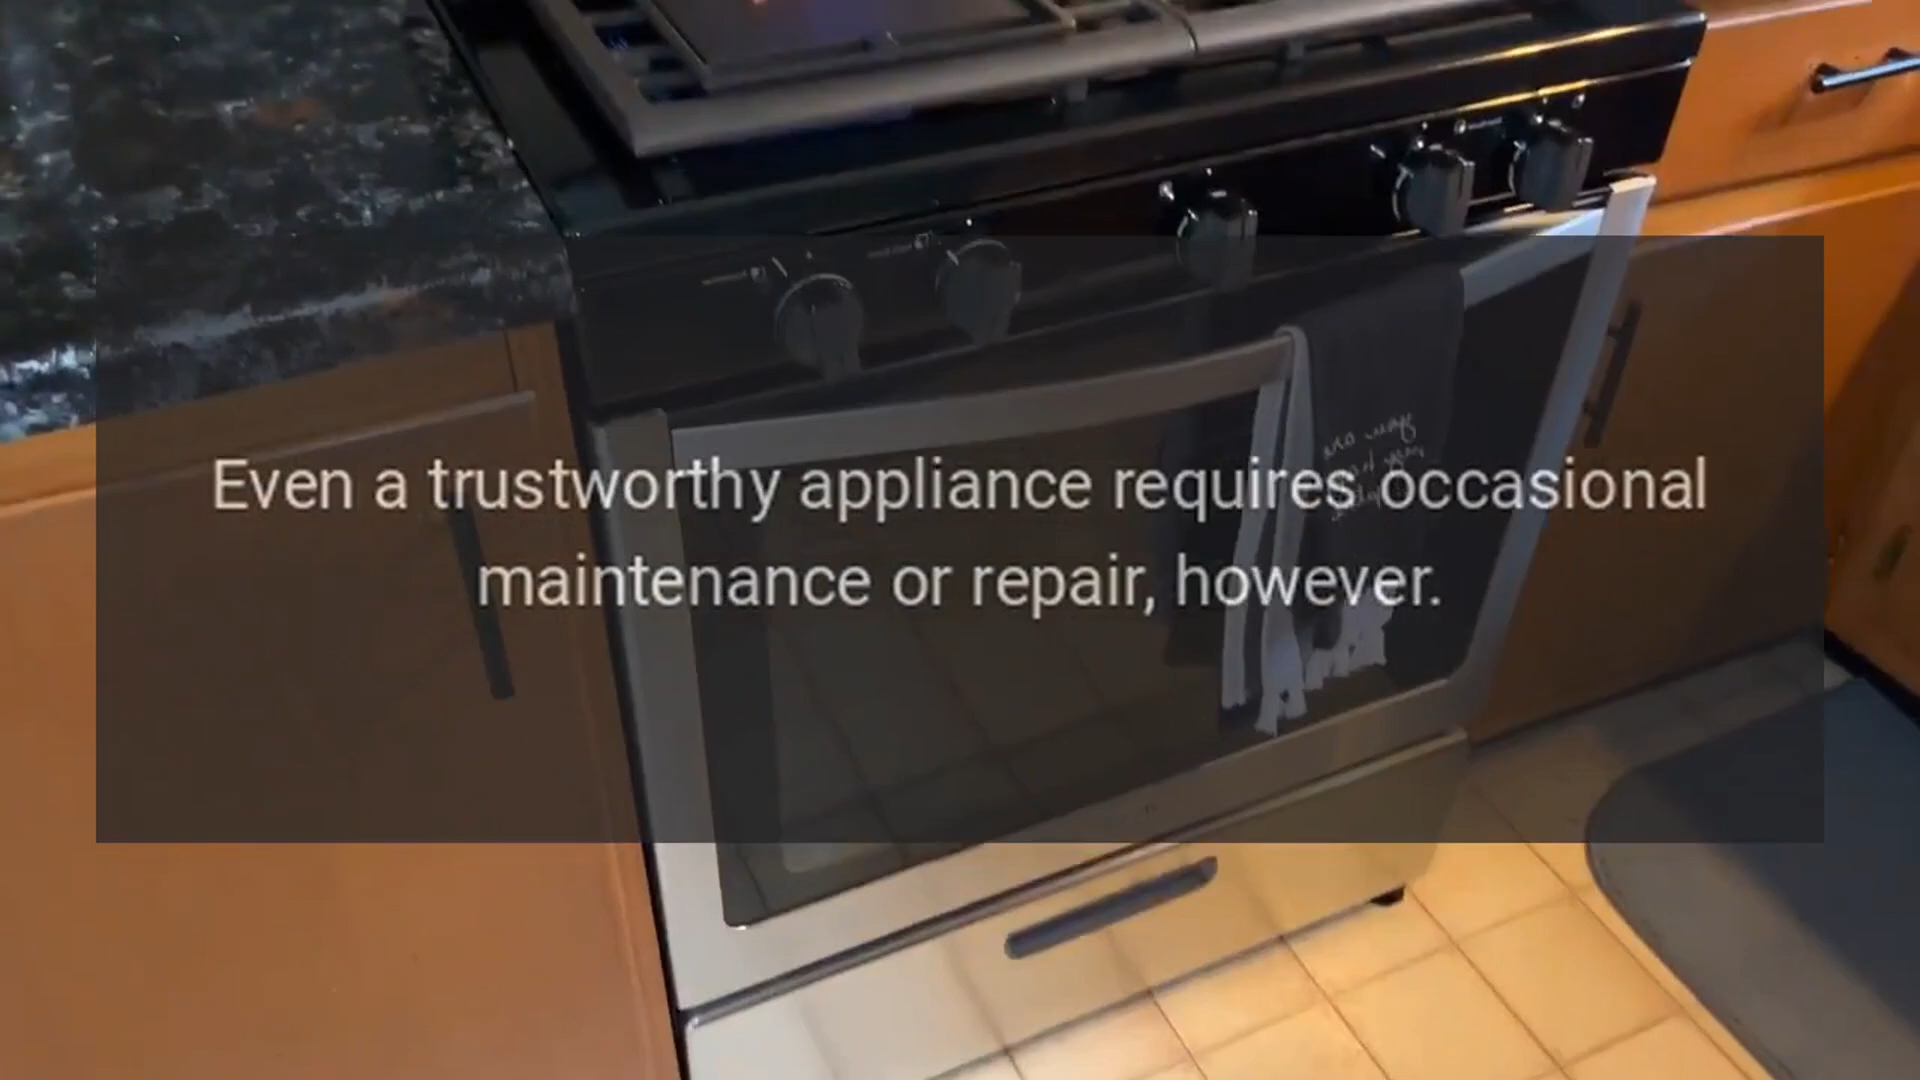 Even a trustworthy appliance requires occasional
maintenance or repair, however.